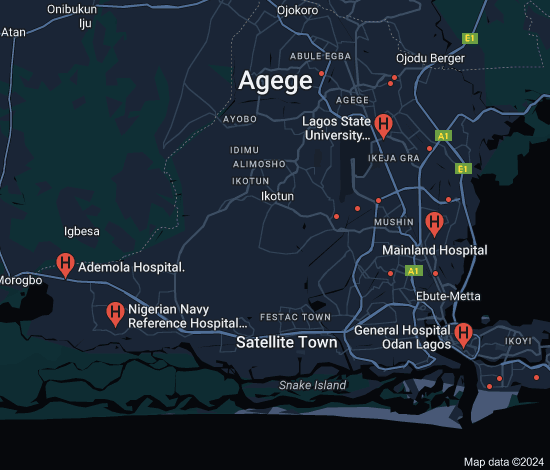 Onibukun
Iju
Atan
Ojokoro
E1
ABULE EGBA
Ojodu Berger
Agege
AGEGE
Lagos State
University...
H
AYOBO
A1
IDIMU
ALIMOSHO
IKEJA GRA
E1
IKOTUN
Ikotun
MUSHIN
H
Igbesa
Mainland Hospital
H
Ademola Hospital.
A1
Morogbo
Ebute-Metta
H
Nigerian Navy
Reference Hospital...
FESTAC TOWN
General Hospital
Odan Lagos
H
IKOYI
Satellite Town
Snake Island
Map data ©2024